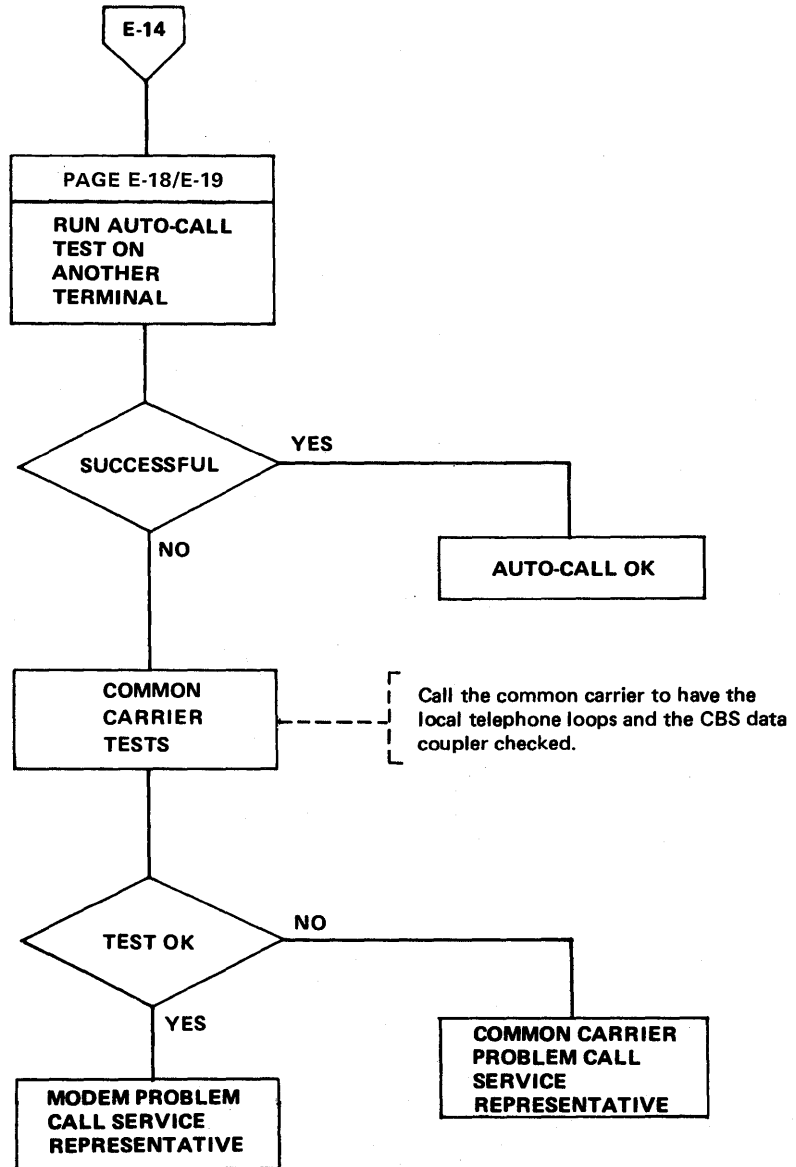 E-14
PAGE E-18/E-19
RUN AUTO-CALL
TEST ON
ANOTHER
TERMINAL
SUCCESSFUL
YES
NO
AUTO-CALL OK
COMMON
CARRIER
TESTS
Call the common carrier to have the
local telephone loops and the CBS data
coupler checked.
TEST OK
NO
YES
COMMON CARRIER
PROBLEM CALL
SERVICE
REPRESENTATIVE
MODEM PROBLEM
CALL SERVICE
REPRESENTATIVE